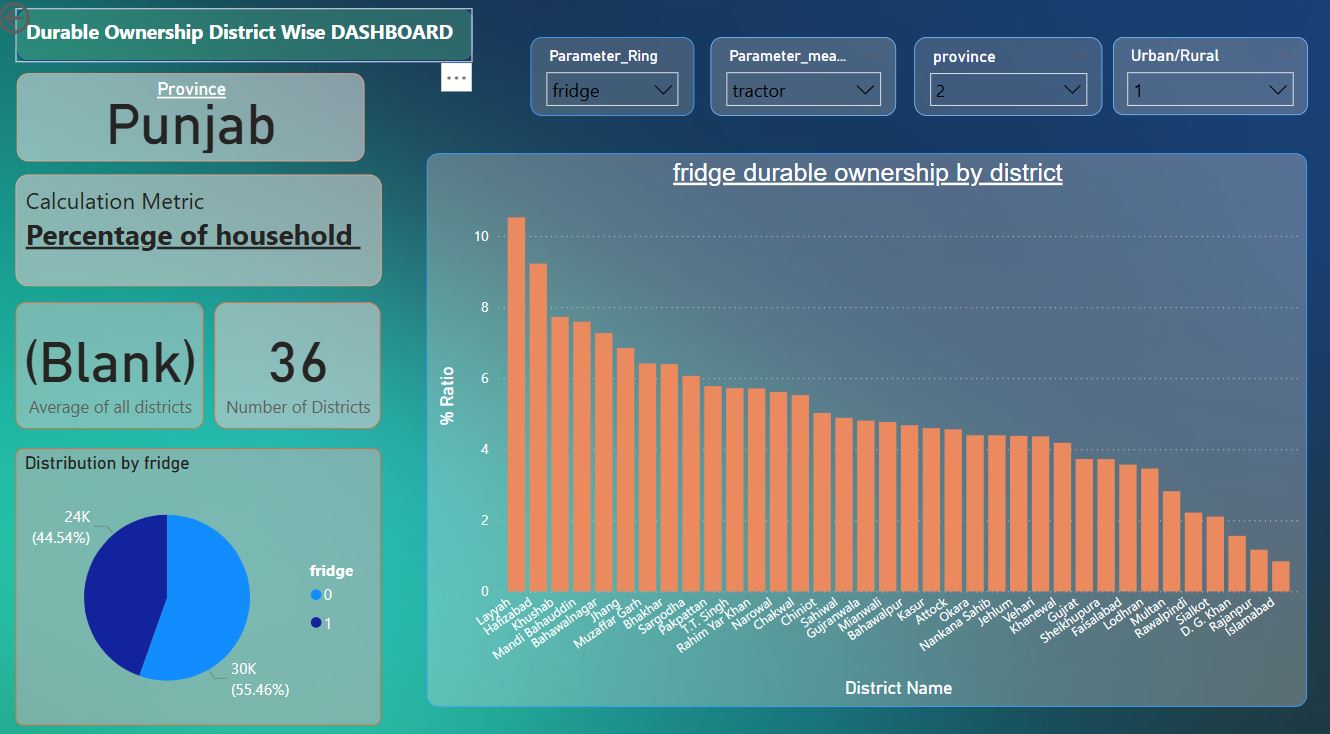 Durable Ownership District Wise DASHBOARD
Province
Punjab
Calculation Metric
Percentage of household
(Blank)
Average of all districts
36
Number of Districts
Distribution by fridge
24K
(44.54%)
30K
(55.46%)
fridge
0
1
Parameter_Ring
fridge
Parameter_mea...
tractor
province
2
Urban/Rural
1
fridge durable ownership by district
% Ratio
10
8
6
4
2
0
Layyah
Hafizabad
Khushab
Mandi Bahauddin
Bahawalnagar
Jhang
Muzaffar Garh
Bhakhar
Sargodha
Pakpattan
T.T. Singh
Rahim Yar Khan
Narowal
Chakwal
Chiniot
Sahiwal
Gujranwala
Mianwali
Bahawalpur
Kasur
Attock
Okara
Nankana Sahib
Jehlum
Vehari
Khanewal
Gujrat
Sheikhupura
Faisalabad
Lodhran
Multan
Rawalpindi
Sialkot
D. G. Khan
Rajanpur
Islamabad
District Name